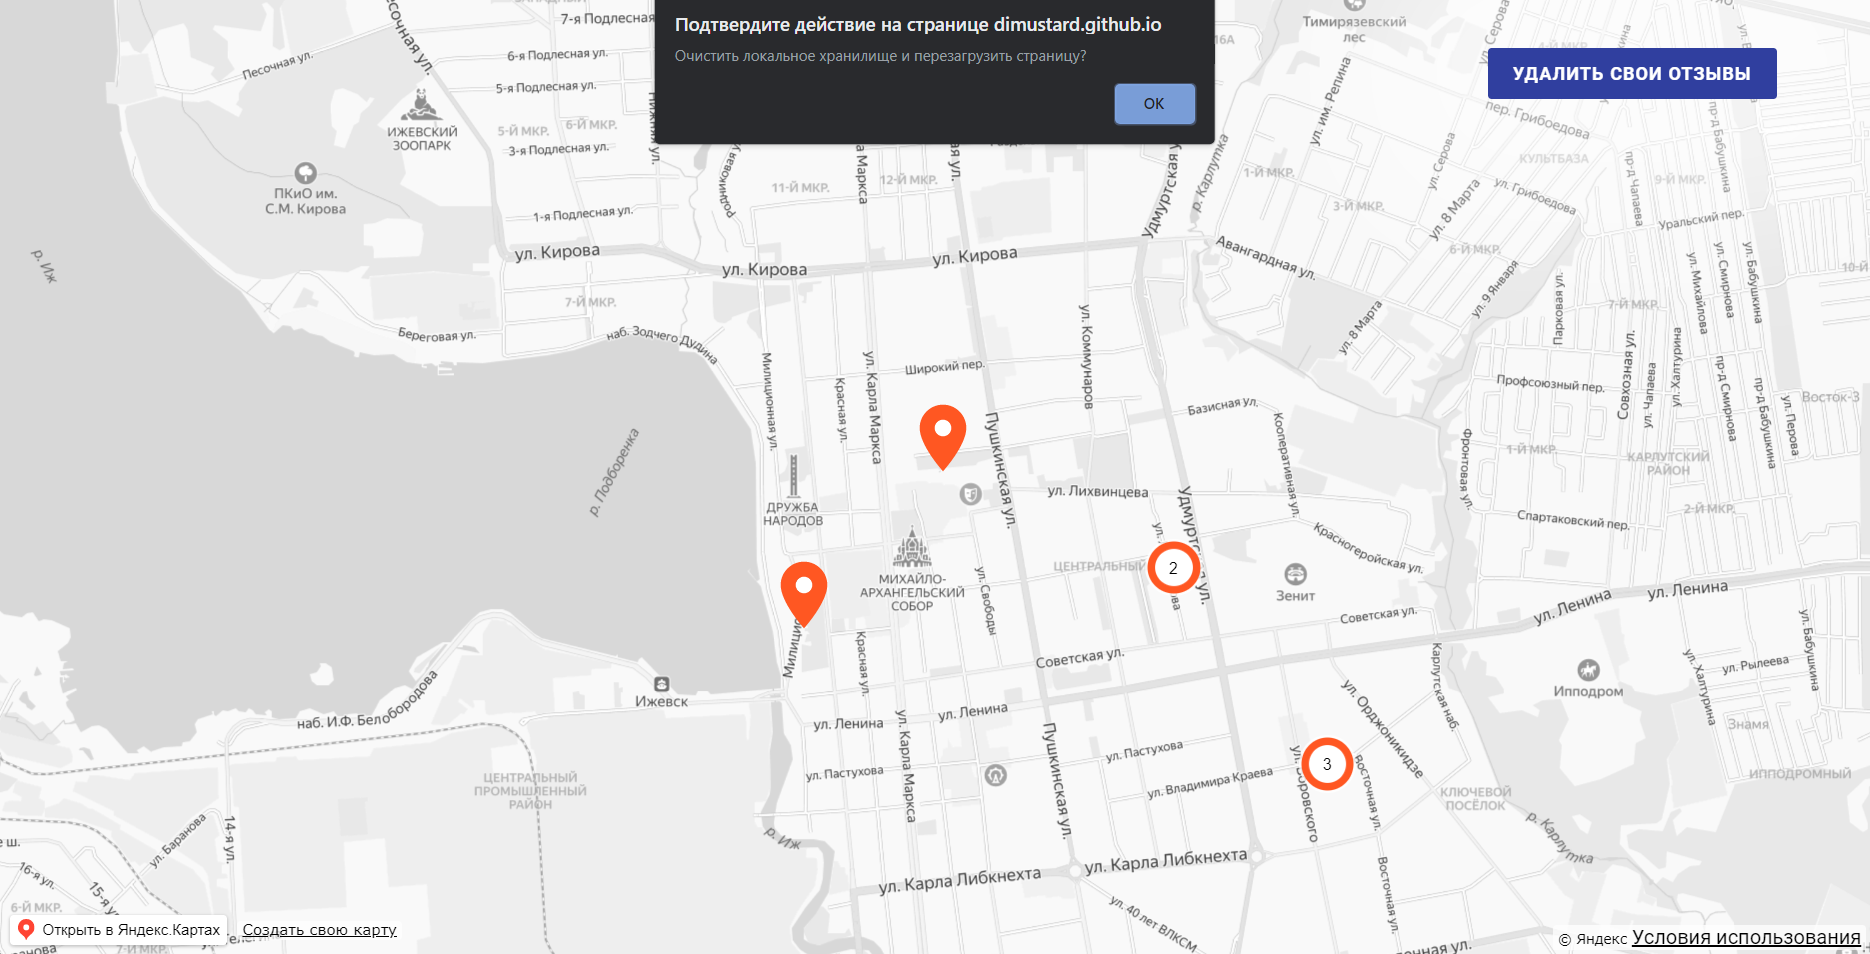 Подтвердите действие на странице dimustard.github.io
Очистить локальное хранилище и перезагрузить страницу?
ОК
УДАЛИТЬ СВОИ ОТЗЫВЫ
7-я Подлесная
6-я Подлесная ул.
Песочная ул.
5-я Подлесная ул.
5-Й МКР.
6-Й МКР.
3-я Подлесная ул.
1-я Подлесная ул.
ИЖЕВСКИЙ
ЗООПАРК
ПКиО им.
С.М. Кирова
р. Иж
Тимирязевский
лес
16А
ул. им. Репина
пер. Грибоедова
КУЛЬТБАЗА
ул. Серова
ул. Грибоедова
ул. 8 Марта
пр-д Чапаева
пр-д Бабушкина
9-Й МКР.
Уральский пер.
Родниковая ул.
11-Й МКР.
12-Й МКР.
1-Й МКР.
3-Й МКР.
6-Й МКР.
р. Карлутка
Удмуртская
ул. Кирова
ул. Кирова
ул. Кирова
Авангардная ул.
7-Й МКР.
Береговая ул.
наб. Зодчего Дудина
Милиционная ул.
Красная ул.
ул. Карла Маркса
Широкий пер.
ул. Коммунаров
ул. 8 Марта
ул. 9 Января
Парковая ул.
7-Й МКР.
ул. Михайлова
ул. Смирнова
ул. Бабушкина
Профсоюзный пер.
Совхозная ул.
ул. Чапаева
ул. Халтурина
пр-д Смирнова
пр-д Бабушкина
ул. Перова
Восток-3
Базисная ул.
Кооперативная ул.
Пушкинская ул.
Фронтовая ул.
1-Й МКР.
КАРЛУТСКИЙ
РАЙОН
2-Й МКР.
р. Подборенка
ДРУЖБА
НАРОДОВ
ул. Лихвинцева
Спартаковский пер.
Красногеройская ул.
ЦЕНТРАЛЬНЫЙ
2
Зенит
МИХАЙЛО-
АРХАНГЕЛЬСКИЙ
СОБОР
ул. Свободы
Советская ул.
Советская ул.
ул. Ленина
ул. Ленина
Красная ул.
Ижевск
наб. И.Ф. Белобородова
ул. Ленина
ул. Ленина
ул. Карла Маркса
Пушкинская ул.
ул. Орджоникидзе
Карлутская наб.
Ипподром
ул. Халтурина
ул. Рылеева
ул. Бабушкина
Знамя
ИППОДРОМНЫЙ
ул. Пастухова
ул. Пастухова
ул. Владимира Краева
3
Восточная ул.
КЛЮЧЕВОЙ
ПОСЁЛОК
р. Карлутка
ЦЕНТРАЛЬНЫЙ
ПРОМЫШЛЕННЫЙ
РАЙОН
ул. Баранова
14-я ул.
р. Иж
ул. Карла Либкнехта
ул. Карла Либкнехта
Восточная ул.
ул. 40 лет ВЛКСМ
16-я ул.
6-Й МКР.
7-Й МКР.
Открыть в Яндекс.Картах
Создать свою карту
© Яндекс Условия использования